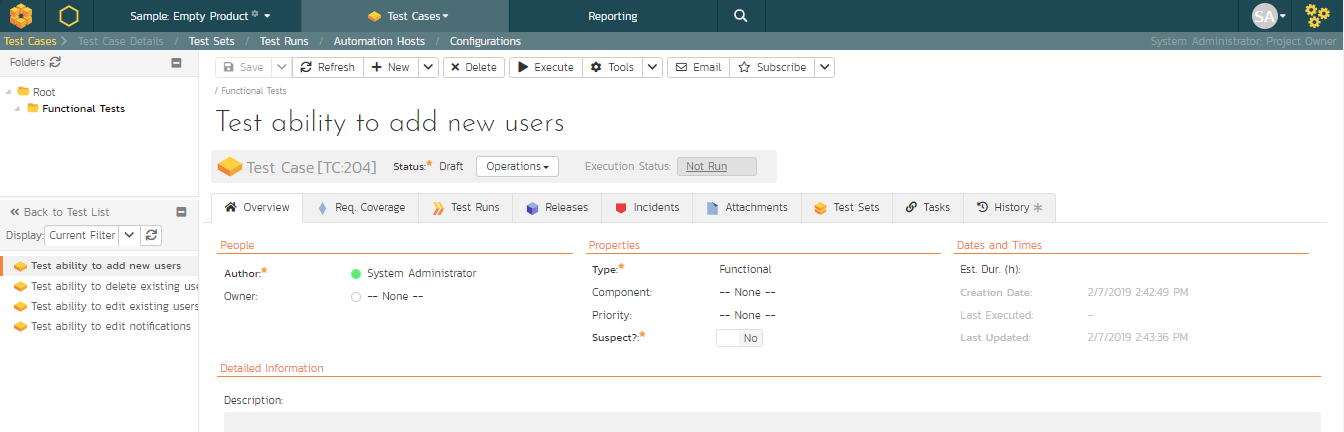 Sample: Empty Product
Test Cases
Reporting
SA
Test Cases
Test Case Details / Test Sets / Test Runs / Automation Hosts / Configurations
System Administrator: Project Owner
Folders
Root
Functional Tests
Back to Test List
Display: Current Filter
Test ability to add new users
Test ability to delete existing use
Test ability to edit existing users
Test ability to edit notifications
Save Refresh New Delete Execute Tools Email Subscribe
/ Functional Tests
Test ability to add new users
Test Case [TC:204] Status:* Draft Operations Execution Status: Not Run
Overview Req. Coverage Test Runs Releases Incidents Attachments Test Sets Tasks History *
People
Author:* System Administrator
Owner: -- None --
Properties
Type:* Functional
Component: -- None --
Priority: -- None --
Suspect?:* No
Dates and Times
Est. Dur. (h):
Creation Date: 2/7/2019 2:42:49 PM
Last Executed: -
Last Updated: 2/7/2019 2:43:36 PM
Detailed Information
Description: